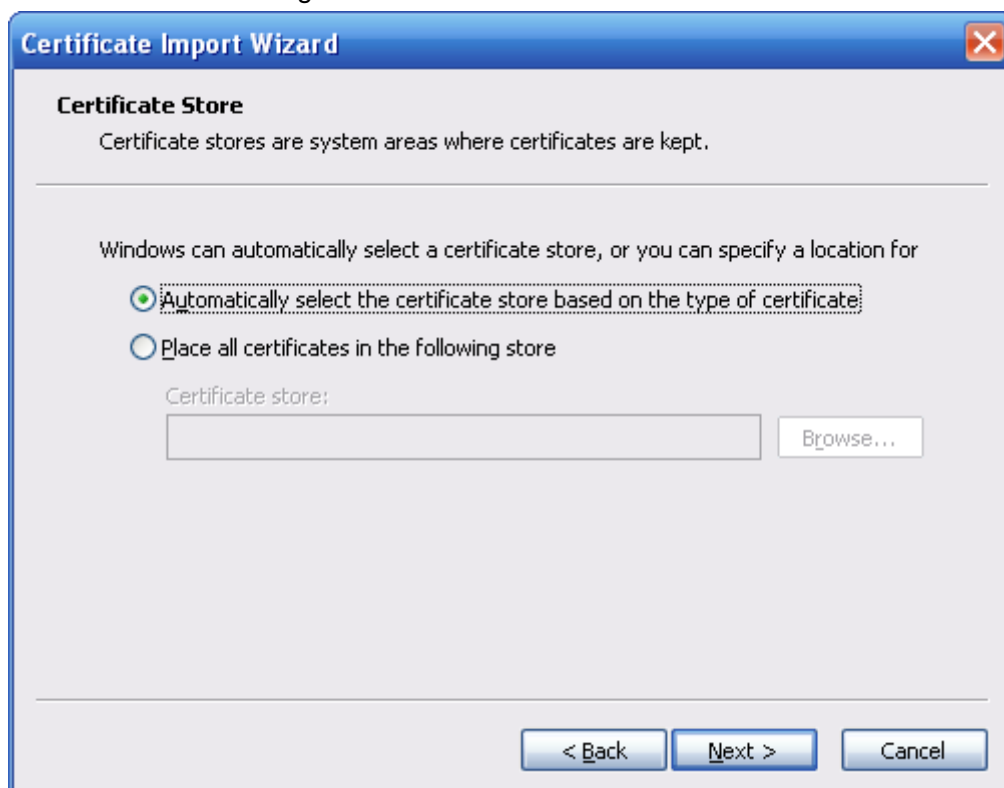 Certificate Import Wizard
Certificate Store
Certificate stores are system areas where certificates are kept.
Windows can automatically select a certificate store, or you can specify a location for
Automatically select the certificate store based on the type of certificate
Place all certificates in the following store
Certificate store:
Browse...
< Back Next > Cancel